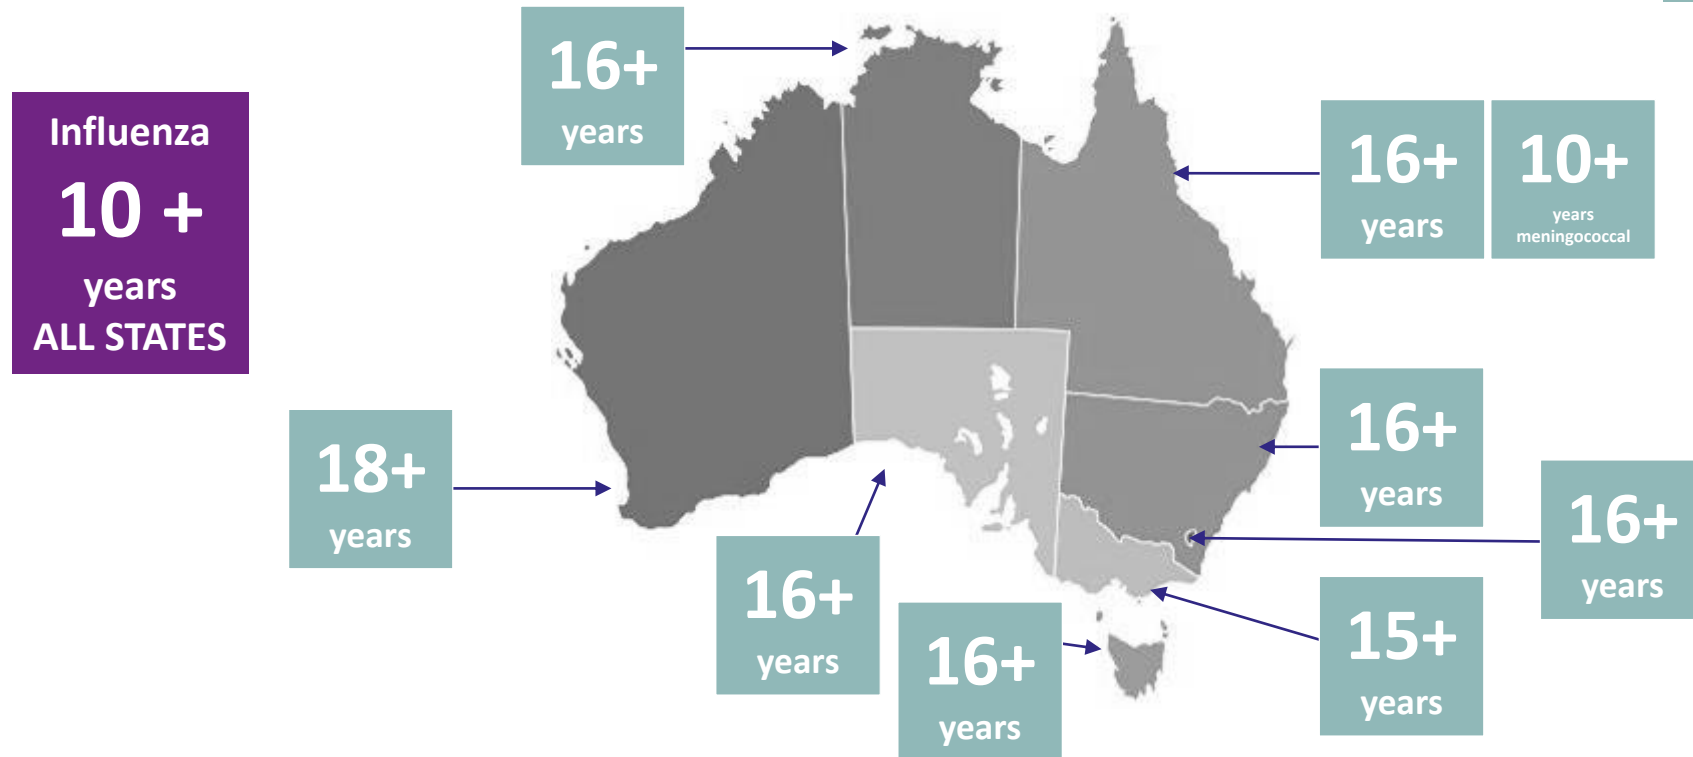 Influenza
10 +
years
ALL STATES
16+
years
16+
years
10+
years
meningococcal
18+
years
16+
years
16+
years
16+
years
16+
years
15+
years